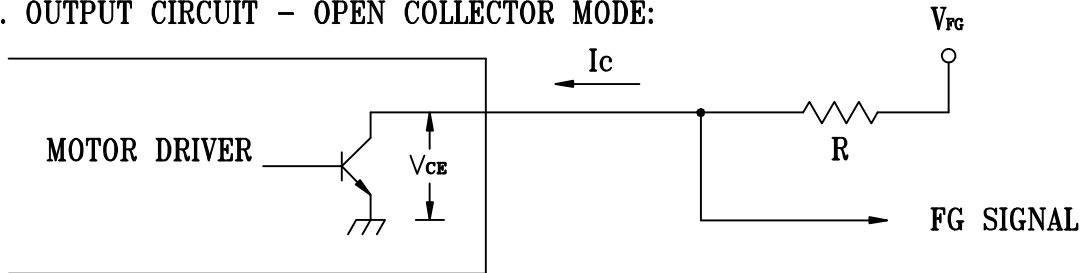 . OUTPUT CIRCUIT - OPEN COLLECTOR MODE:
VFG
Ic
MOTOR DRIVER
VCE
R
FG SIGNAL